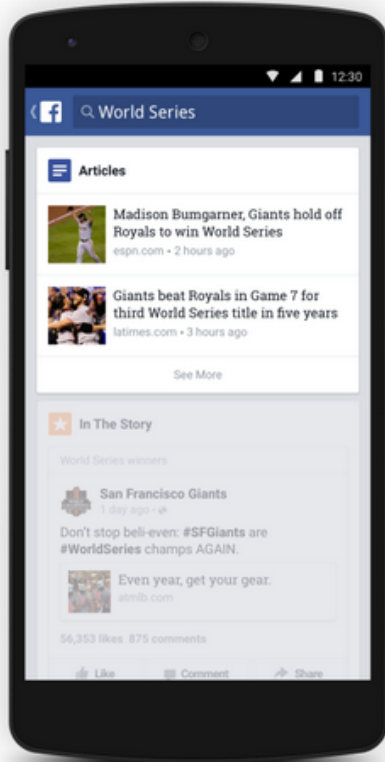 12:30
World Series
Articles
Madison Bumgarner, Giants hold off
Royals to win World Series
espn.com • 2 hours ago
Giants beat Royals in Game 7 for
third World Series title in five years
latimes.com • 3 hours ago
See More
In The Story
World Series winners
San Francisco Giants
1 day ago •
Don't stop beli-even: #SFGiants are
#WorldSeries champs AGAIN.
Even year, get your gear.
atmlb.com
56,353 likes 875 comments
Like Comment Share